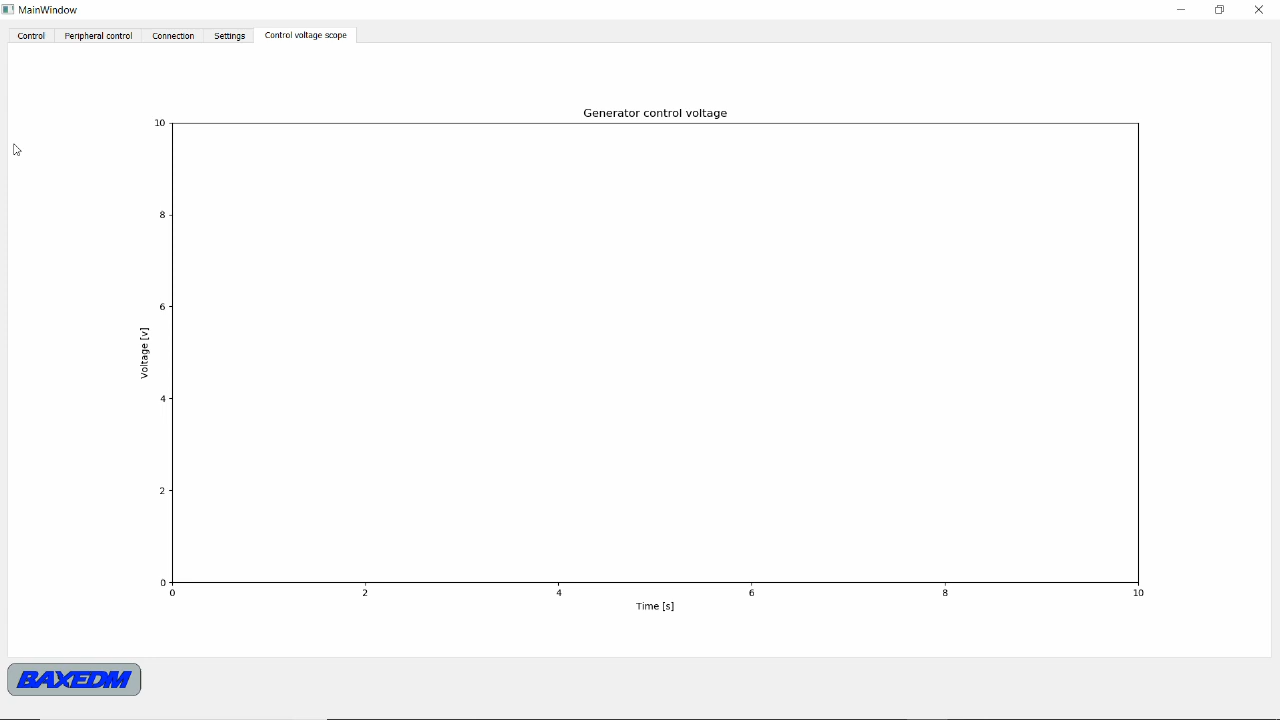 MainWindow
Control Peripheral control Connection Settings Control voltage scope
Generator control voltage
10
8
6
4
2
0
Voltage [v]
0 2 4 6 8 10
Time [s]
BAXEDM